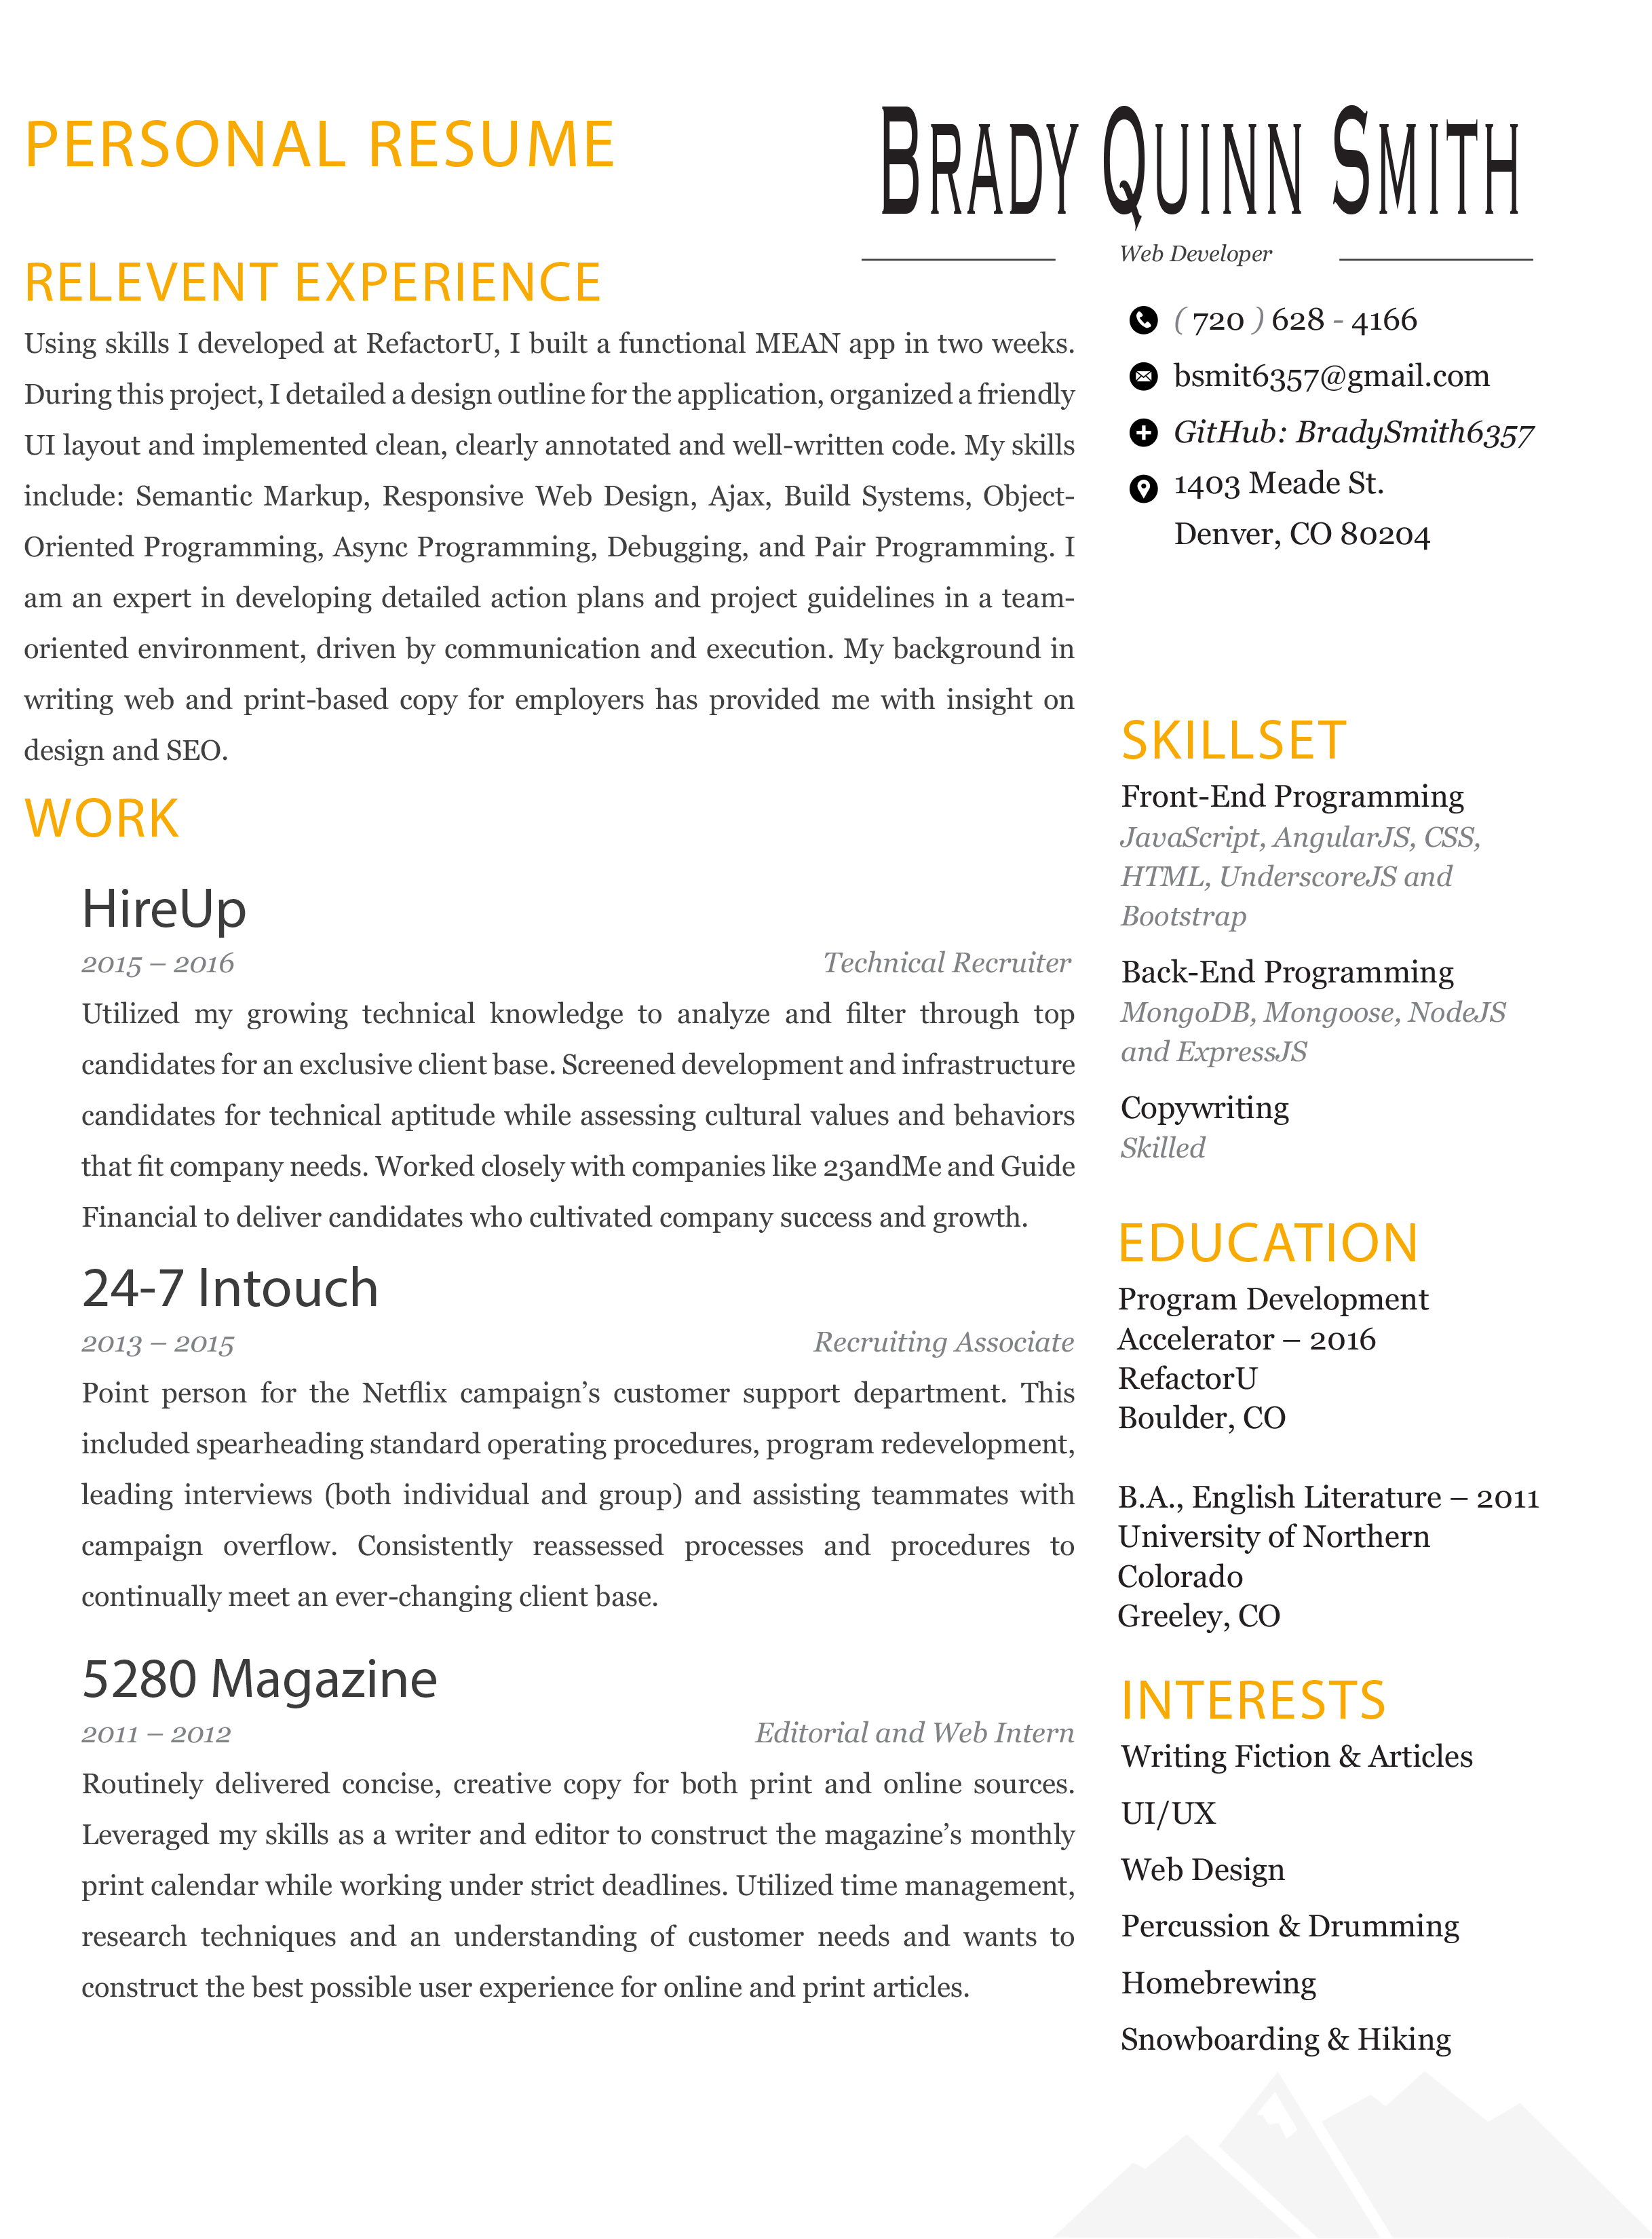 PERSONAL RESUME
BRADY QUINN SMITH
Web Developer
( 720 ) 628 - 4166
bsmit6357@gmail.com
GitHub: BradySmith6357
1403 Meade St.
Denver, CO 80204
RELEVENT EXPERIENCE
Using skills I developed at RefactorU, I built a functional MEAN app in two weeks.
During this project, I detailed a design outline for the application, organized a friendly
UI layout and implemented clean, clearly annotated and well-written code. My skills
include: Semantic Markup, Responsive Web Design, Ajax, Build Systems, Object-
Oriented Programming, Async Programming, Debugging, and Pair Programming. I
am an expert in developing detailed action plans and project guidelines in a team-
oriented environment, driven by communication and execution. My background in
writing web and print-based copy for employers has provided me with insight on
design and SEO.
WORK
HireUp
2015 – 2016 Technical Recruiter
Utilized my growing technical knowledge to analyze and filter through top
candidates for an exclusive client base. Screened development and infrastructure
candidates for technical aptitude while assessing cultural values and behaviors
that fit company needs. Worked closely with companies like 23andMe and Guide
Financial to deliver candidates who cultivated company success and growth.
24-7 Intouch
2013 – 2015 Recruiting Associate
Point person for the Netflix campaign’s customer support department. This
included spearheading standard operating procedures, program redevelopment,
leading interviews (both individual and group) and assisting teammates with
campaign overflow. Consistently reassessed processes and procedures to
continually meet an ever-changing client base.
5280 Magazine
2011 – 2012 Editorial and Web Intern
Routinely delivered concise, creative copy for both print and online sources.
Leveraged my skills as a writer and editor to construct the magazine’s monthly
print calendar while working under strict deadlines. Utilized time management,
research techniques and an understanding of customer needs and wants to
construct the best possible user experience for online and print articles.
SKILLSET
Front-End Programming
JavaScript, AngularJS, CSS,
HTML, UnderscoreJS and
Bootstrap
Back-End Programming
MongoDB, Mongoose, NodeJS
and ExpressJS
Copywriting
Skilled
EDUCATION
Program Development
Accelerator – 2016
RefactorU
Boulder, CO
B.A., English Literature – 2011
University of Northern
Colorado
Greeley, CO
INTERESTS
Writing Fiction & Articles
UI/UX
Web Design
Percussion & Drumming
Homebrewing
Snowboarding & Hiking